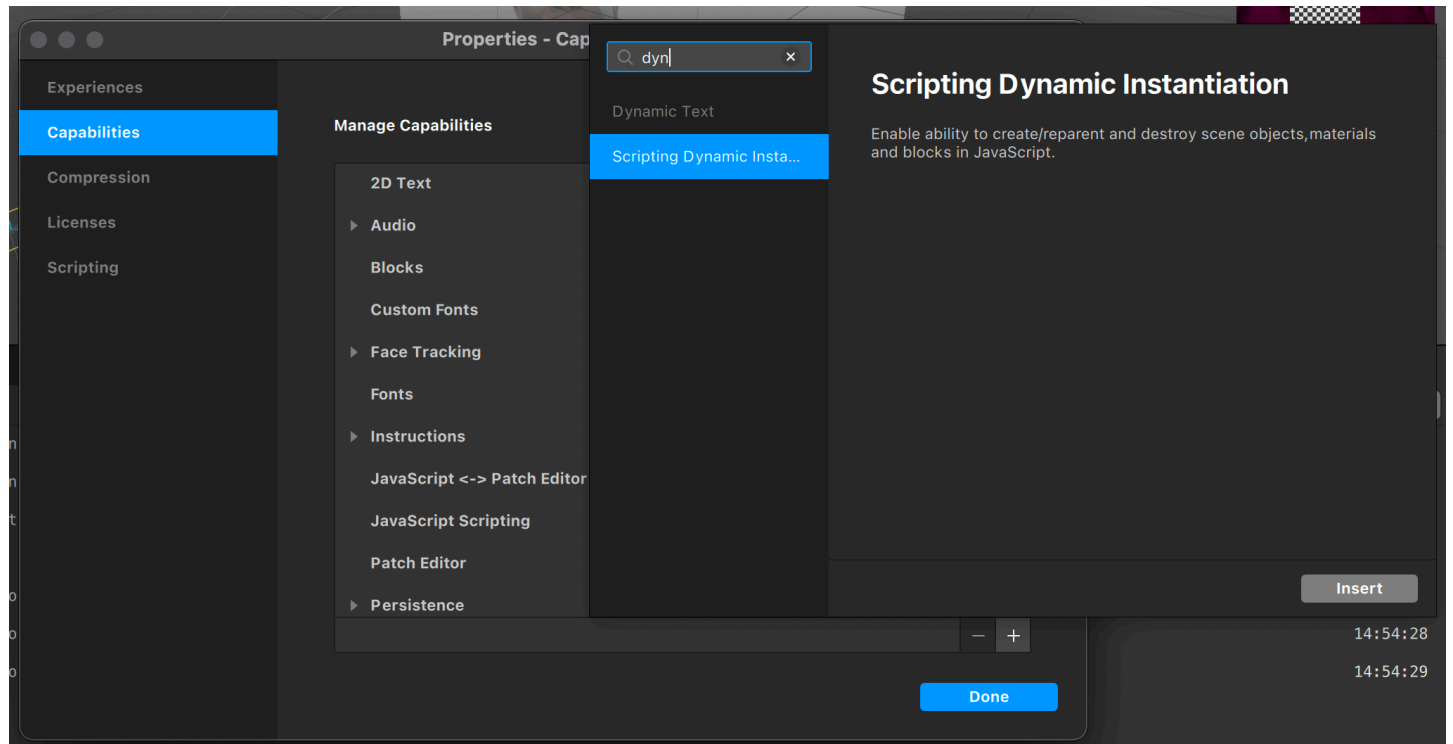 Properties - Cap
Experiences
Capabilities
Compression
Licenses
Scripting
Manage Capabilities
2D Text
Audio
Blocks
Custom Fonts
Face Tracking
Fonts
Instructions
JavaScript <-> Patch Editor
JavaScript Scripting
Patch Editor
Persistence
Done
dyn
Dynamic Text
Scripting Dynamic Insta...
Scripting Dynamic Instantiation
Enable ability to create/reparent and destroy scene objects,materials
and blocks in JavaScript.
Insert
14:54:28
14:54:29